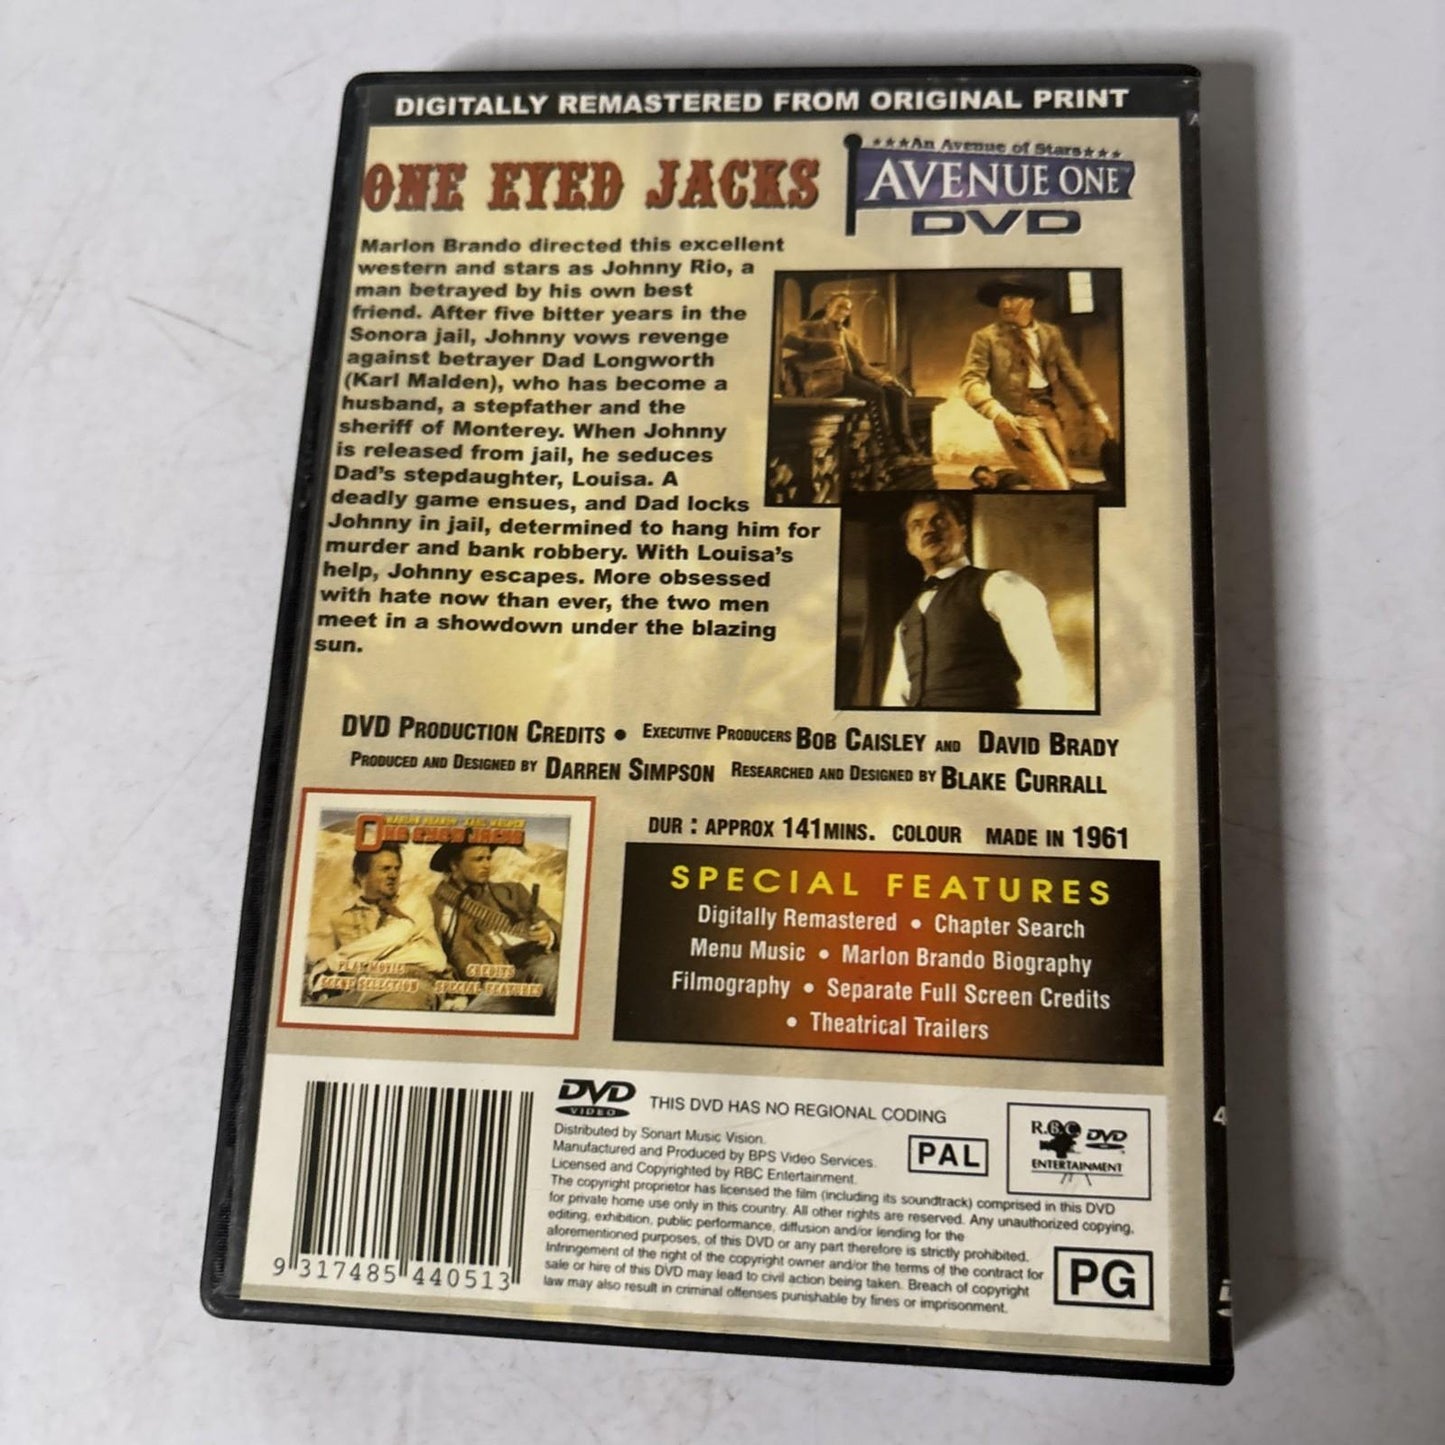 DIGITALLY REMASTERED FROM ORIGINAL PRINT
ONE EYED JACKS
★★★An Avenue of Stars★★★
AVENUE ONE™
DVD
Marlon Brando directed this excellent
western and stars as Johnny Rio, a
man betrayed by his own best
friend. After five bitter years in the
Sonora jail, Johnny vows revenge
against betrayer Dad Longworth
(Karl Malden), who has become a
husband, a stepfather and the
sheriff of Monterey. When Johnny
is released from jail, he seduces
Dad's stepdaughter, Louisa. A
deadly game ensues, and Dad locks
Johnny in jail, determined to hang him for
murder and bank robbery. With Louisa's
help, Johnny escapes. More obsessed
with hate now than ever, the two men
meet in a showdown under the blazing
sun.
DVD PRODUCTION CREDITS • EXECUTIVE PRODUCERS BOB CAISLEY AND DAVID BRADY
PRODUCED AND DESIGNED BY DARREN SIMPSON RESEARCHED AND DESIGNED BY BLAKE CURRALL
MARLON BRANDO KARL MALDEN
ONE EYED JACKS
PLAY MOVIE CREDITS
SCENE SELECTION SPECIAL FEATURES
DUR : APPROX 141MINS. COLOUR MADE IN 1961
SPECIAL FEATURES
Digitally Remastered • Chapter Search
Menu Music • Marlon Brando Biography
Filmography • Separate Full Screen Credits
• Theatrical Trailers
9 317485 440513
DVD
VIDEO
THIS DVD HAS NO REGIONAL CODING
Distributed by Sonart Music Vision.
Manufactured and Produced by BPS Video Services.
Licensed and Copyrighted by RBC Entertainment.
The copyright proprietor has licensed the film (including its soundtrack) comprised in this DVD
for private home use only in this country. All other rights are reserved. Any unauthorized copying,
editing, exhibition, public performance, diffusion and/or lending for the
aforementioned purposes, of this DVD or any part therefore is strictly prohibited.
Infringement of the right of the copyright owner and/or the terms of the contract for
sale or hire of this DVD may lead to civil action being taken. Breach of copyright
law may also result in criminal offenses punishable by fines or imprisonment.
PAL
R.B.C DVD
ENTERTAINMENT
PG